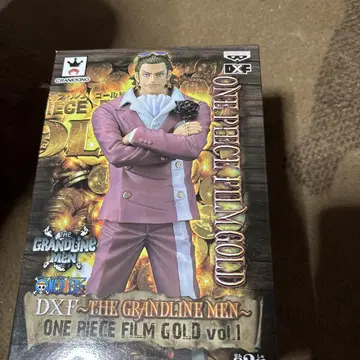 CRANEKING
DXF
ONE PIECE FILM GOLD
THE
GRANDLINE
MEN
ONE PIECE
DXF~THE GRANDLINE MEN~
ONE PIECE FILM GOLD vol.1